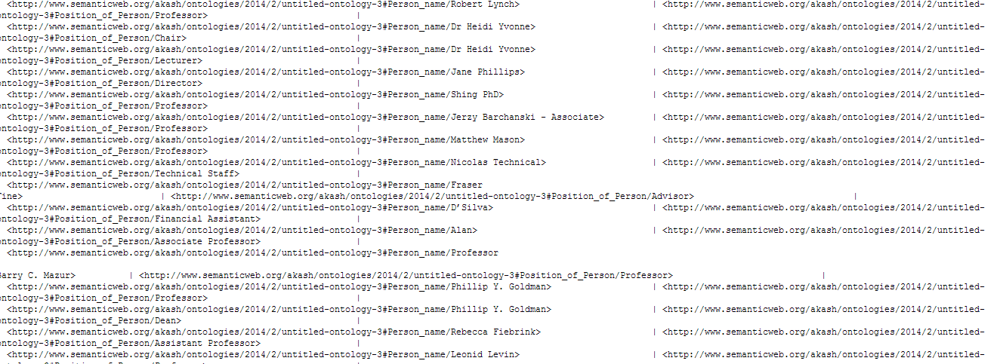 <http://www.semanticweb.org/akash/ontologies/2014/2/untitled-ontology-3#Person_name/Robert Lynch> | <http://www.semanticweb.org/akash/ontologies/2014/2/untitled-
ontology-3#Position_of_Person/Professor> |
<http://www.semanticweb.org/akash/ontologies/2014/2/untitled-ontology-3#Person_name/Dr Heidi Yvonne> | <http://www.semanticweb.org/akash/ontologies/2014/2/untitled-
ontology-3#Position_of_Person/Chair> |
<http://www.semanticweb.org/akash/ontologies/2014/2/untitled-ontology-3#Person_name/Dr Heidi Yvonne> | <http://www.semanticweb.org/akash/ontologies/2014/2/untitled-
ontology-3#Position_of_Person/Lecturer> |
<http://www.semanticweb.org/akash/ontologies/2014/2/untitled-ontology-3#Person_name/Jane Phillips> | <http://www.semanticweb.org/akash/ontologies/2014/2/untitled-
ontology-3#Position_of_Person/Director> |
<http://www.semanticweb.org/akash/ontologies/2014/2/untitled-ontology-3#Person_name/Shing PhD> | <http://www.semanticweb.org/akash/ontologies/2014/2/untitled-
ontology-3#Position_of_Person/Professor> |
<http://www.semanticweb.org/akash/ontologies/2014/2/untitled-ontology-3#Person_name/Jerzy Barchanski - Associate> | <http://www.semanticweb.org/akash/ontologies/2014/2/untitled-
ontology-3#Position_of_Person/Professor> |
<http://www.semanticweb.org/akash/ontologies/2014/2/untitled-ontology-3#Person_name/Matthew Mason> | <http://www.semanticweb.org/akash/ontologies/2014/2/untitled-
ontology-3#Position_of_Person/Professor> |
<http://www.semanticweb.org/akash/ontologies/2014/2/untitled-ontology-3#Person_name/Nicolas Technical> | <http://www.semanticweb.org/akash/ontologies/2014/2/untitled-
ontology-3#Position_of_Person/Technical Staff> |
<http://www.semanticweb.org/akash/ontologies/2014/2/untitled-ontology-3#Person_name/Fraser
Tine> | <http://www.semanticweb.org/akash/ontologies/2014/2/untitled-ontology-3#Position_of_Person/Advisor> |
<http://www.semanticweb.org/akash/ontologies/2014/2/untitled-ontology-3#Person_name/D’Silva> | <http://www.semanticweb.org/akash/ontologies/2014/2/untitled-
ontology-3#Position_of_Person/Financial Assistant> |
<http://www.semanticweb.org/akash/ontologies/2014/2/untitled-ontology-3#Person_name/Alan> | <http://www.semanticweb.org/akash/ontologies/2014/2/untitled-
ontology-3#Position_of_Person/Associate Professor> |
<http://www.semanticweb.org/akash/ontologies/2014/2/untitled-ontology-3#Person_name/Professor
Barry C. Mazur> | <http://www.semanticweb.org/akash/ontologies/2014/2/untitled-ontology-3#Position_of_Person/Professor> |
<http://www.semanticweb.org/akash/ontologies/2014/2/untitled-ontology-3#Person_name/Phillip Y. Goldman> | <http://www.semanticweb.org/akash/ontologies/2014/2/untitled-
ontology-3#Position_of_Person/Professor> |
<http://www.semanticweb.org/akash/ontologies/2014/2/untitled-ontology-3#Person_name/Phillip Y. Goldman> | <http://www.semanticweb.org/akash/ontologies/2014/2/untitled-
ontology-3#Position_of_Person/Dean> |
<http://www.semanticweb.org/akash/ontologies/2014/2/untitled-ontology-3#Person_name/Rebecca Fiebrink> | <http://www.semanticweb.org/akash/ontologies/2014/2/untitled-
ontology-3#Position_of_Person/Assistant Professor> |
<http://www.semanticweb.org/akash/ontologies/2014/2/untitled-ontology-3#Person_name/Leonid Levin> | <http://www.semanticweb.org/akash/ontologies/2014/2/untitled-